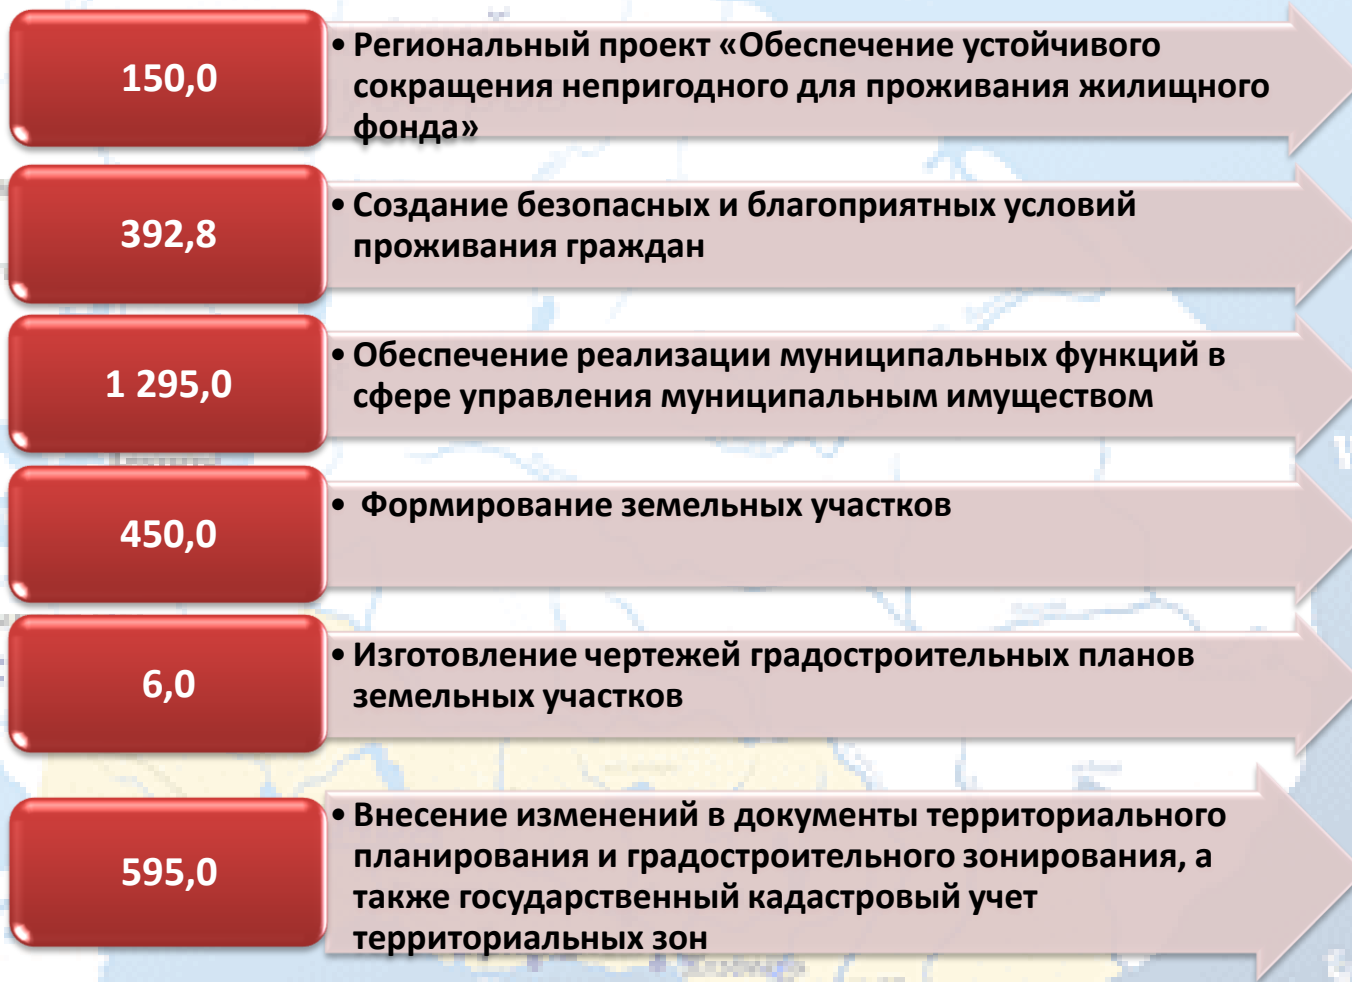 150,0
• Региональный проект «Обеспечение устойчивого
сокращения непригодного для проживания жилищного
фонда»
392,8
• Создание безопасных и благоприятных условий
проживания граждан
1 295,0
• Обеспечение реализации муниципальных функций в
сфере управления муниципальным имуществом
450,0
• Формирование земельных участков
6,0
• Изготовление чертежей градостроительных планов
земельных участков
595,0
• Внесение изменений в документы территориального
планирования и градостроительного зонирования, а
также государственный кадастровый учет
территориальных зон